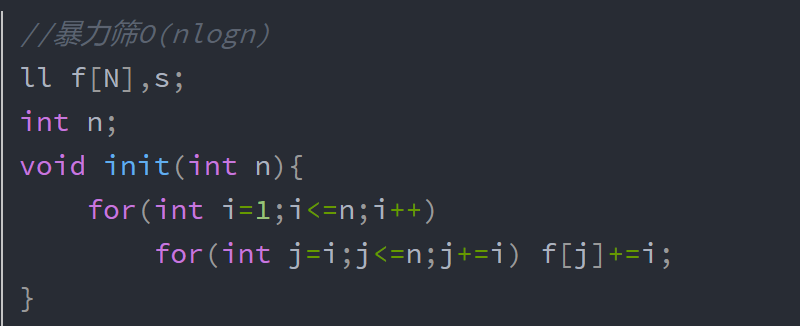 //暴力筛O(nlogn)
ll f[N],s;
int n;
void init(int n){
    for(int i=1;i<=n;i++)
        for(int j=i;j<=n;j+=i) f[j]+=i;
}